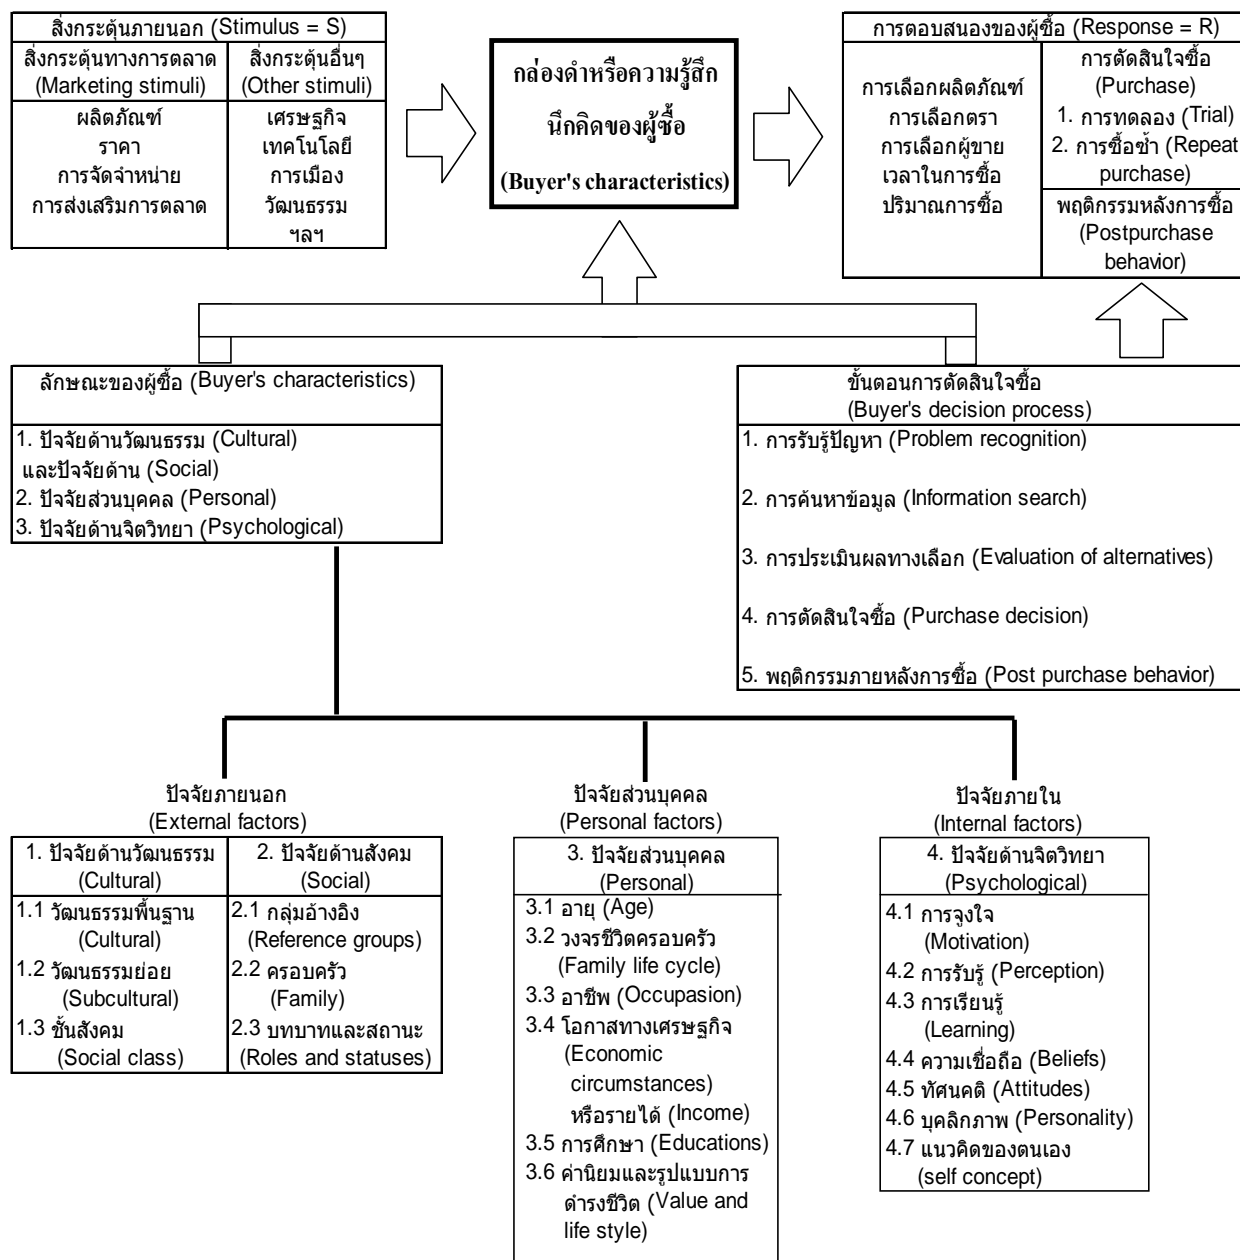 สิ่งกระตุ้นภายนอก (Stimulus = S)
สิ่งกระตุ้นทางการตลาด
(Marketing stimuli)
ผลิตภัณฑ์
ราคา
การจัดจำหน่าย
การส่งเสริมการตลาด
สิ่งกระตุ้นอื่นๆ
(Other stimuli)
เศรษฐกิจ
เทคโนโลยี
การเมือง
วัฒนธรรม
ฯลฯ
กล่องดำหรือความรู้สึก
นึกคิดของผู้ซื้อ
(Buyer's characteristics)
การตอบสนองของผู้ซื้อ (Response = R)
การเลือกผลิตภัณฑ์
การเลือกตรา
การเลือกผู้ขาย
เวลาในการซื้อ
ปริมาณการซื้อ
การตัดสินใจซื้อ
(Purchase)
1. การทดลอง (Trial)
2. การซื้อซ้ำ (Repeat
purchase)
พฤติกรรมหลังการซื้อ
(Postpurchase
behavior)
ลักษณะของผู้ซื้อ (Buyer's characteristics)
1. ปัจจัยด้านวัฒนธรรม (Cultural)
และปัจจัยด้าน (Social)
2. ปัจจัยส่วนบุคคล (Personal)
3. ปัจจัยด้านจิตวิทยา (Psychological)
ขั้นตอนการตัดสินใจซื้อ
(Buyer's decision process)
1. การรับรู้ปัญหา (Problem recognition)
2. การค้นหาข้อมูล (Information search)
3. การประเมินผลทางเลือก (Evaluation of alternatives)
4. การตัดสินใจซื้อ (Purchase decision)
5. พฤติกรรมภายหลังการซื้อ (Post purchase behavior)
ปัจจัยภายนอก
(External factors)
1. ปัจจัยด้านวัฒนธรรม
(Cultural)
1.1 วัฒนธรรมพื้นฐาน
(Cultural)
1.2 วัฒนธรรมย่อย
(Subcultural)
1.3 ชั้นสังคม
(Social class)
2. ปัจจัยด้านสังคม
(Social)
2.1 กลุ่มอ้างอิง
(Reference groups)
2.2 ครอบครัว
(Family)
2.3 บทบาทและสถานะ
(Roles and statuses)
ปัจจัยส่วนบุคคล
(Personal factors)
3. ปัจจัยส่วนบุคคล
(Personal)
3.1 อายุ (Age)
3.2 วงจรชีวิตครอบครัว
(Family life cycle)
3.3 อาชีพ (Occupasion)
3.4 โอกาสทางเศรษฐกิจ
(Economic
circumstances)
หรือรายได้ (Income)
3.5 การศึกษา (Educations)
3.6 ค่านิยมและรูปแบบการ
ดำรงชีวิต (Value and
life style)
ปัจจัยภายใน
(Internal factors)
4. ปัจจัยด้านจิตวิทยา
(Psychological)
4.1 การจูงใจ
(Motivation)
4.2 การรับรู้ (Perception)
4.3 การเรียนรู้
(Learning)
4.4 ความเชื่อถือ (Beliefs)
4.5 ทัศนคติ (Attitudes)
4.6 บุคลิกภาพ (Personality)
4.7 แนวคิดของตนเอง
(self concept)